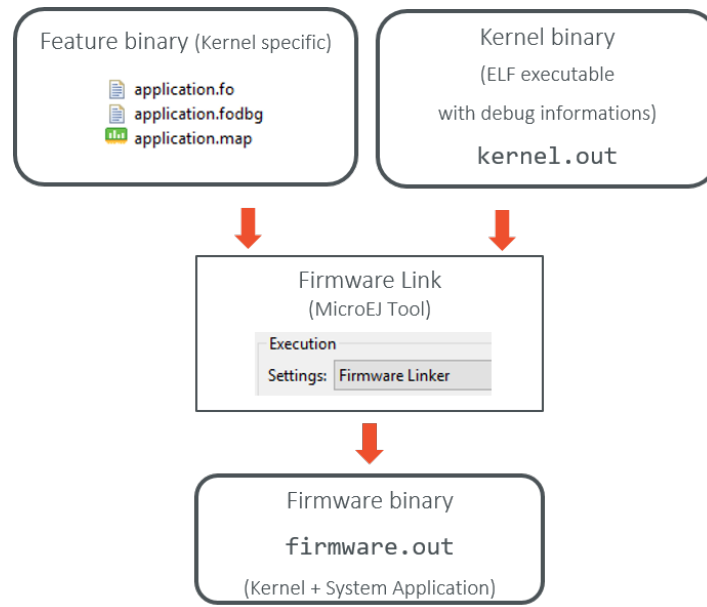 Feature binary (Kernel specific)
application.fo
application.fodbg
application.map
Kernel binary
(ELF executable
with debug informations)
kernel.out
Firmware Link
(MicroEJ Tool)
Execution
Settings: Firmware Linker
Firmware binary
firmware.out
(Kernel + System Application)